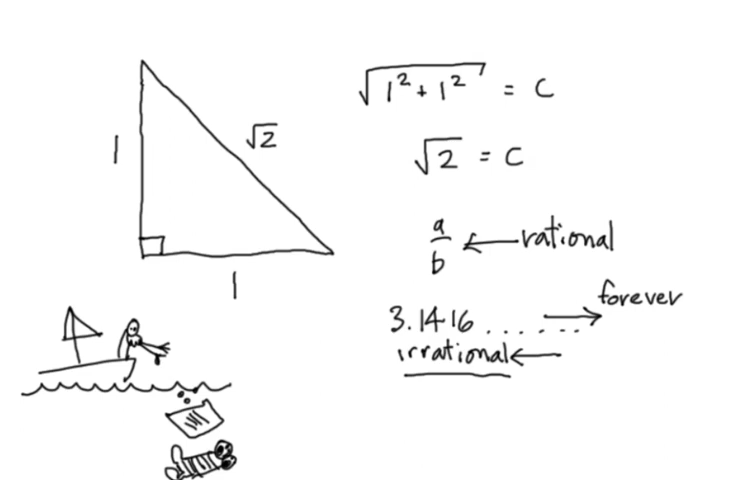 1
√2
1
√1² + 1² = C
√2 = C
a
b ← rational
forever
3.1416 . . . . . . →
irrational ←